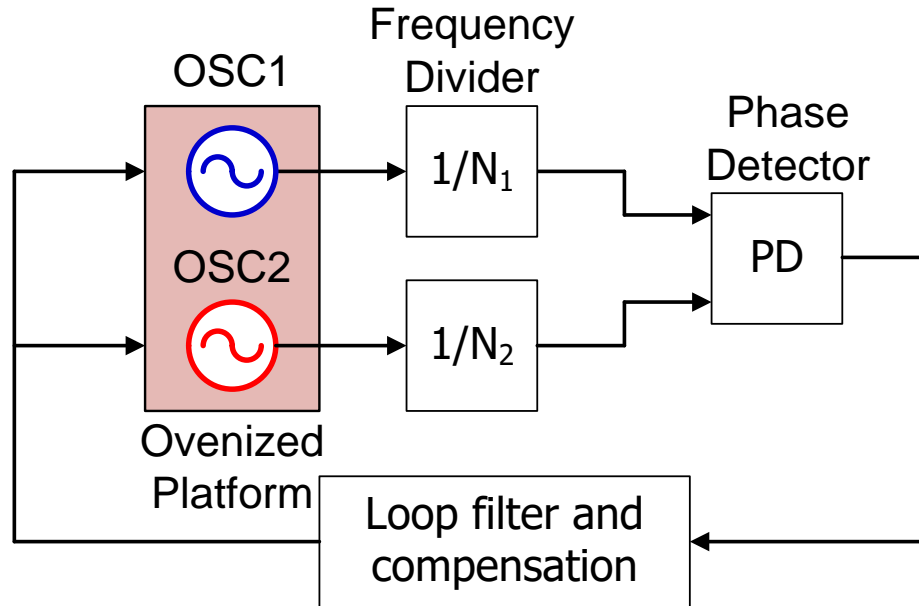 Frequency
Divider
OSC1
Phase
Detector
1/N₁
OSC2
PD
1/N₂
Ovenized
Platform
Loop filter and
compensation